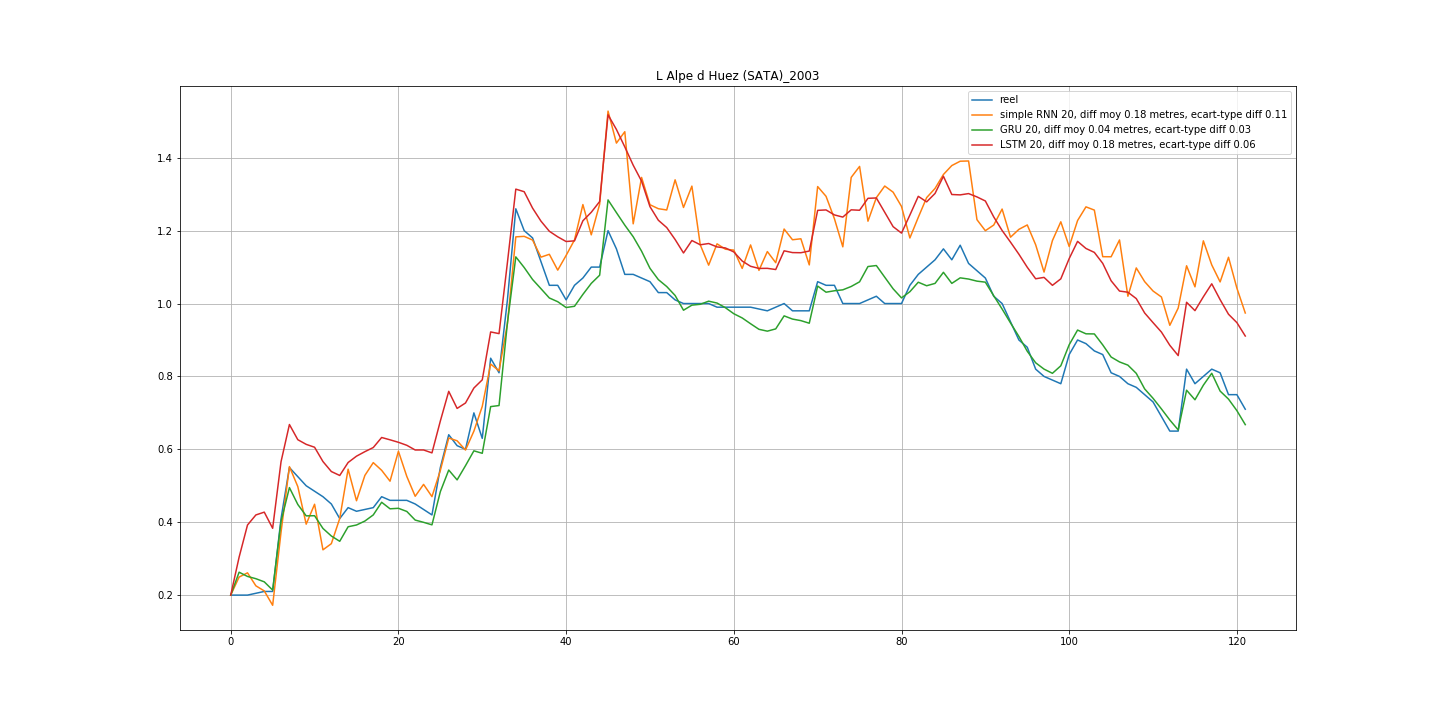 L Alpe d Huez (SATA)_2003
reel
simple RNN 20, diff moy 0.18 metres, ecart-type diff 0.11
GRU 20, diff moy 0.04 metres, ecart-type diff 0.03
LSTM 20, diff moy 0.18 metres, ecart-type diff 0.06
1.4
1.2
1.0
0.8
0.6
0.4
0.2
0 20 40 60 80 100 120